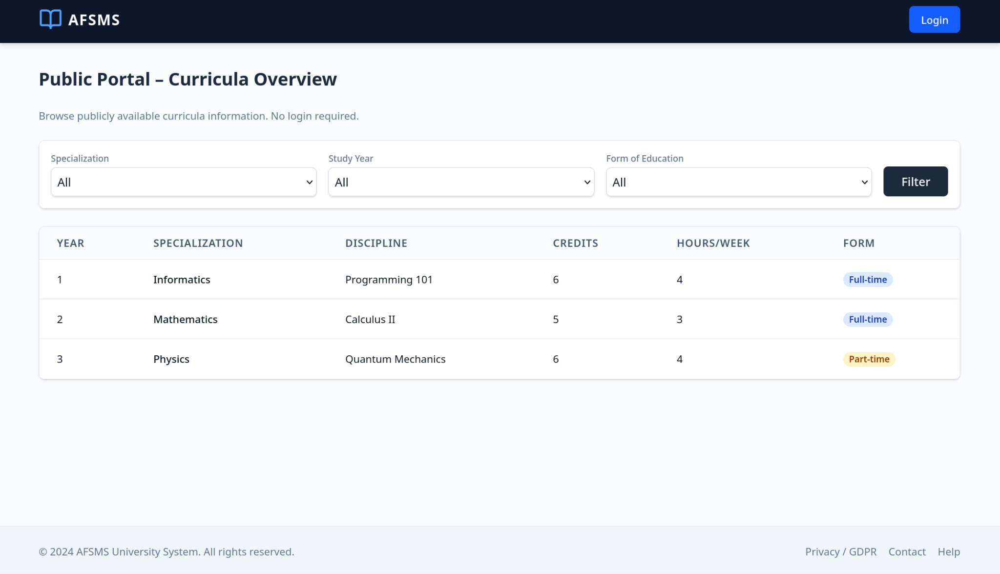 AFSMS
Login
Public Portal – Curricula Overview
Browse publicly available curricula information. No login required.
Specialization
Study Year
Form of Education
All
All
All
Filter
YEAR SPECIALIZATION DISCIPLINE CREDITS HOURS/WEEK FORM
1 Informatics Programming 101 6 4 Full-time
2 Mathematics Calculus II 5 3 Full-time
3 Physics Quantum Mechanics 6 4 Part-time
© 2024 AFSMS University System. All rights reserved.
Privacy / GDPR Contact Help